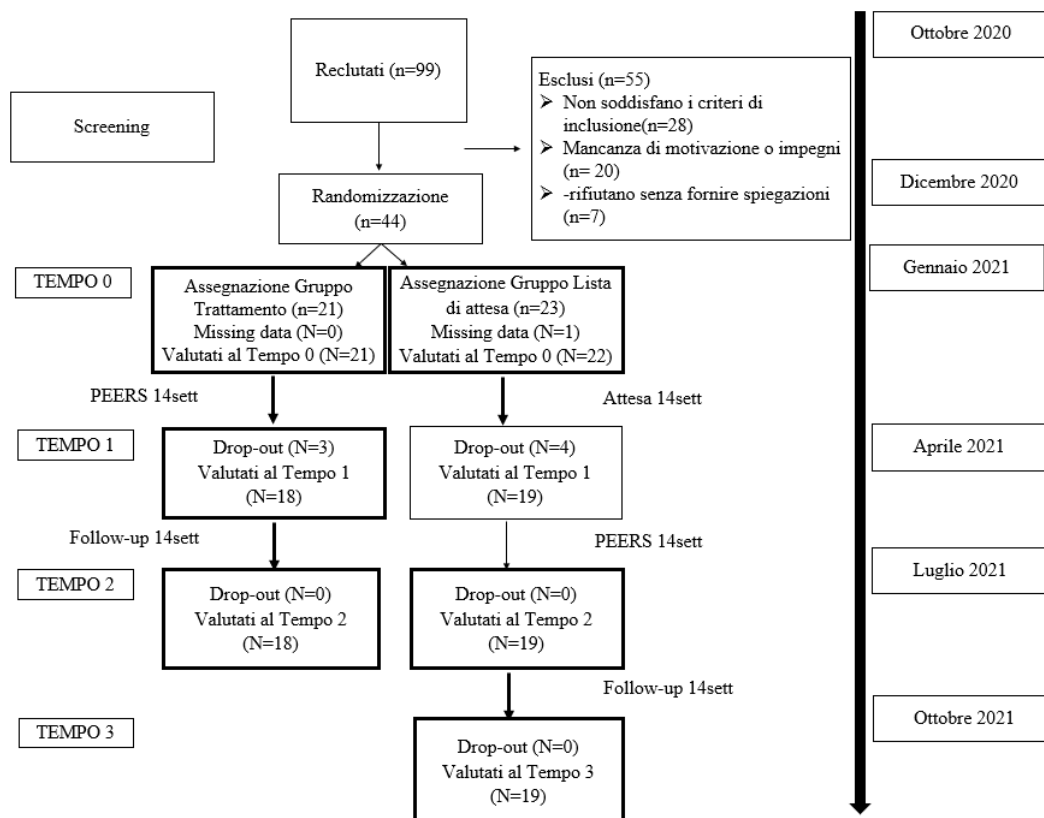 Ottobre 2020
Reclutati (n=99)
Screening
Esclusi (n=55)
➢ Non soddisfano i criteri di
inclusione(n=28)
➢ Mancanza di motivazione o impegni
(n= 20)
➢ -rifiutano senza fornire spiegazioni
(n=7)
Dicembre 2020
Randomizzazione
(n=44)
TEMPO 0
Assegnazione Gruppo
Trattamento (n=21)
Missing data (N=0)
Valutati al Tempo 0 (N=21)
Assegnazione Gruppo Lista
di attesa (n=23)
Missing data (N=1)
Valutati al Tempo 0 (N=22)
Gennaio 2021
PEERS 14sett
Attesa 14sett
TEMPO 1
Drop-out (N=3)
Valutati al Tempo 1
(N=18)
Drop-out (N=4)
Valutati al Tempo 1
(N=19)
Aprile 2021
Follow-up 14sett
PEERS 14sett
TEMPO 2
Drop-out (N=0)
Valutati al Tempo 2
(N=18)
Drop-out (N=0)
Valutati al Tempo 2
(N=19)
Luglio 2021
Follow-up 14sett
TEMPO 3
Drop-out (N=0)
Valutati al Tempo 3
(N=19)
Ottobre 2021